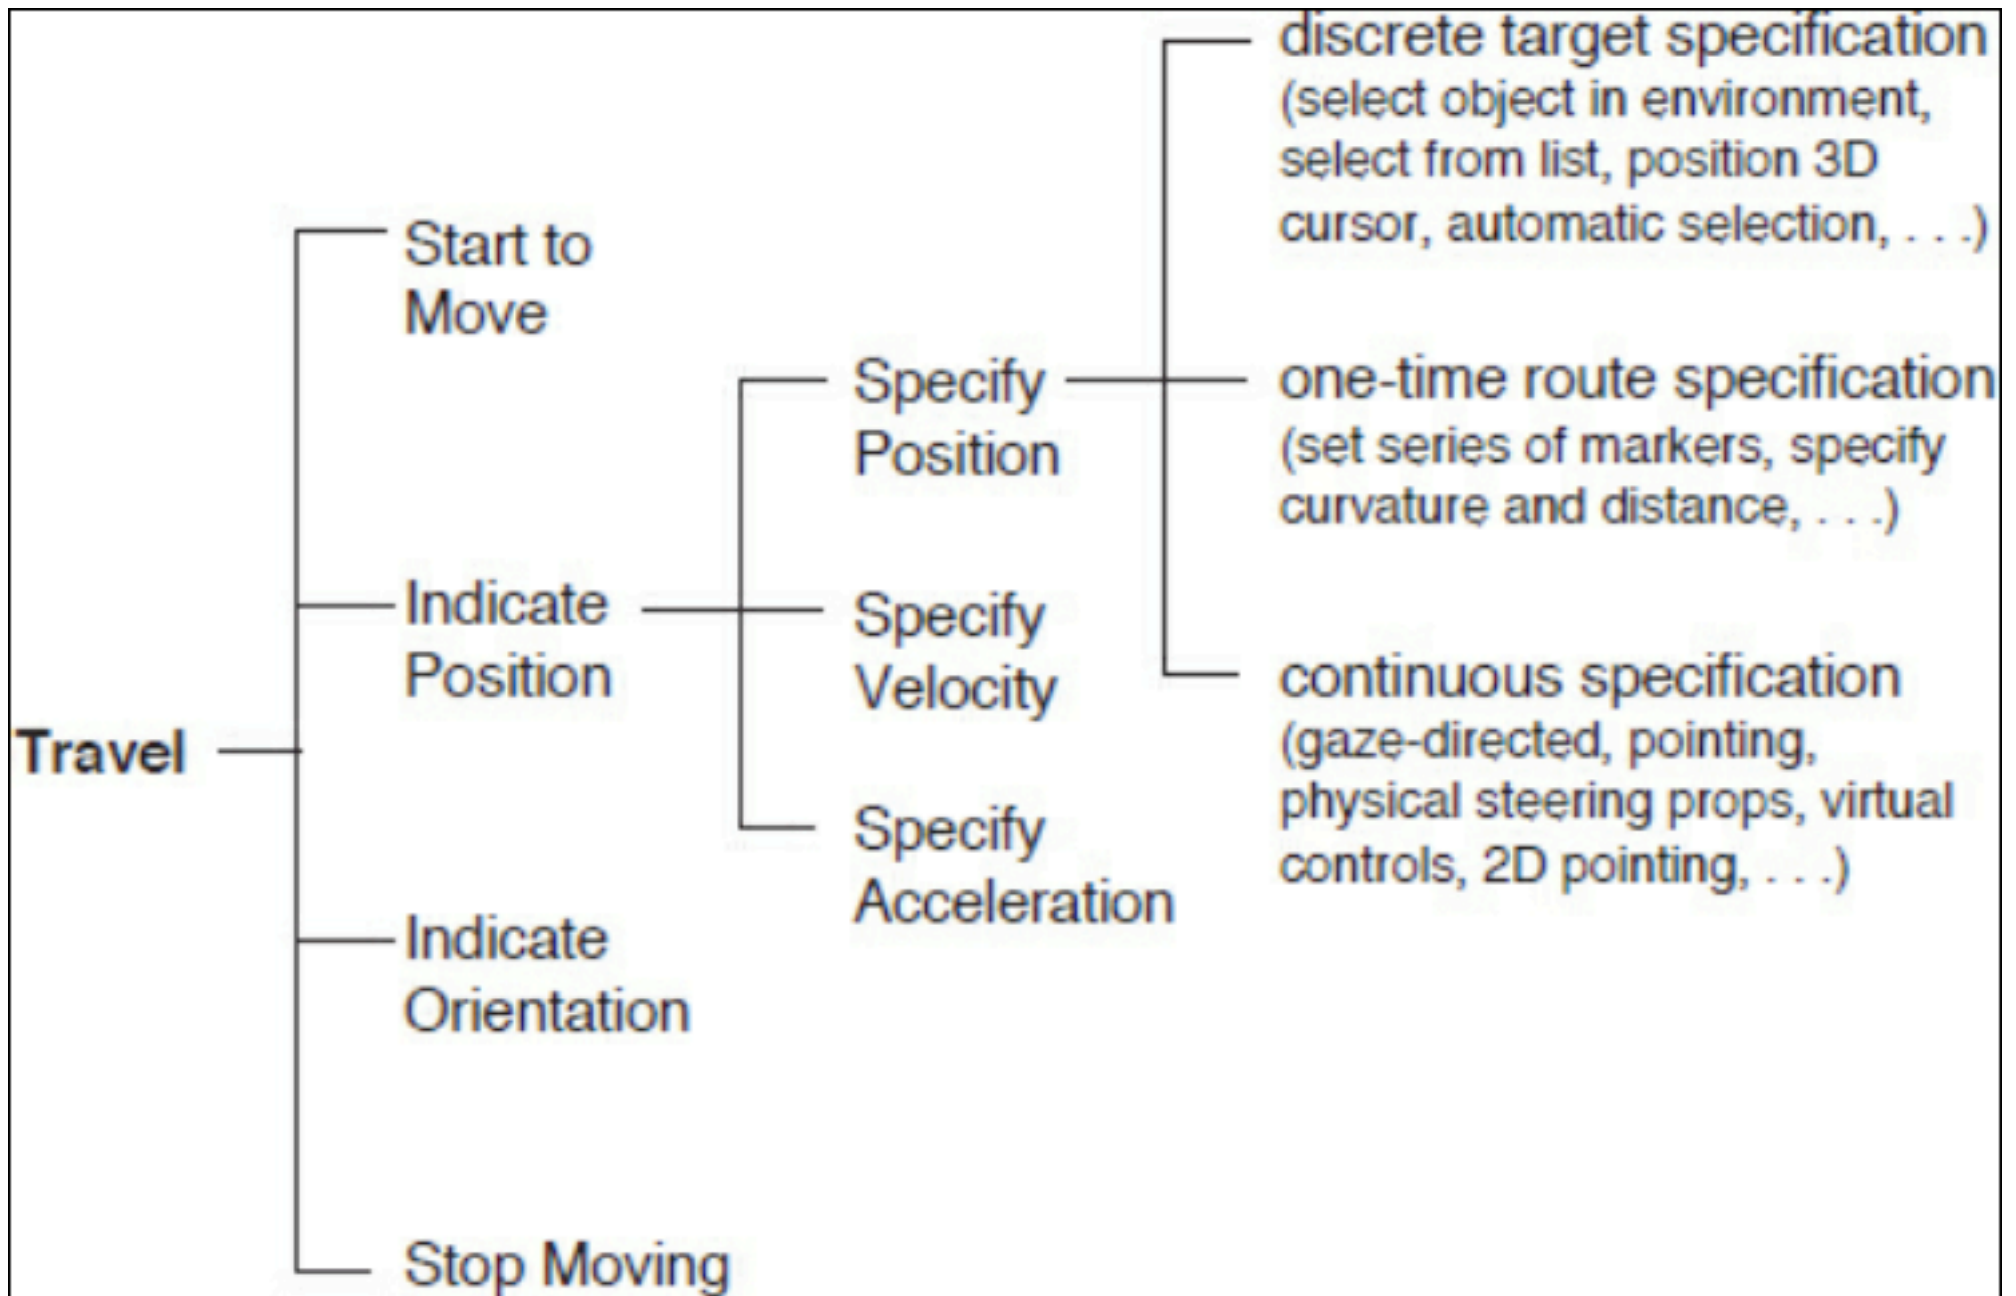 Travel
Start to
Move
Indicate
Position
Indicate
Orientation
Stop Moving
Specify
Position
Specify
Velocity
Specify
Acceleration
discrete target specification
(select object in environment,
select from list, position 3D
cursor, automatic selection, . . .)
one-time route specification
(set series of markers, specify
curvature and distance, . . .)
continuous specification
(gaze-directed, pointing,
physical steering props, virtual
controls, 2D pointing, . . .)